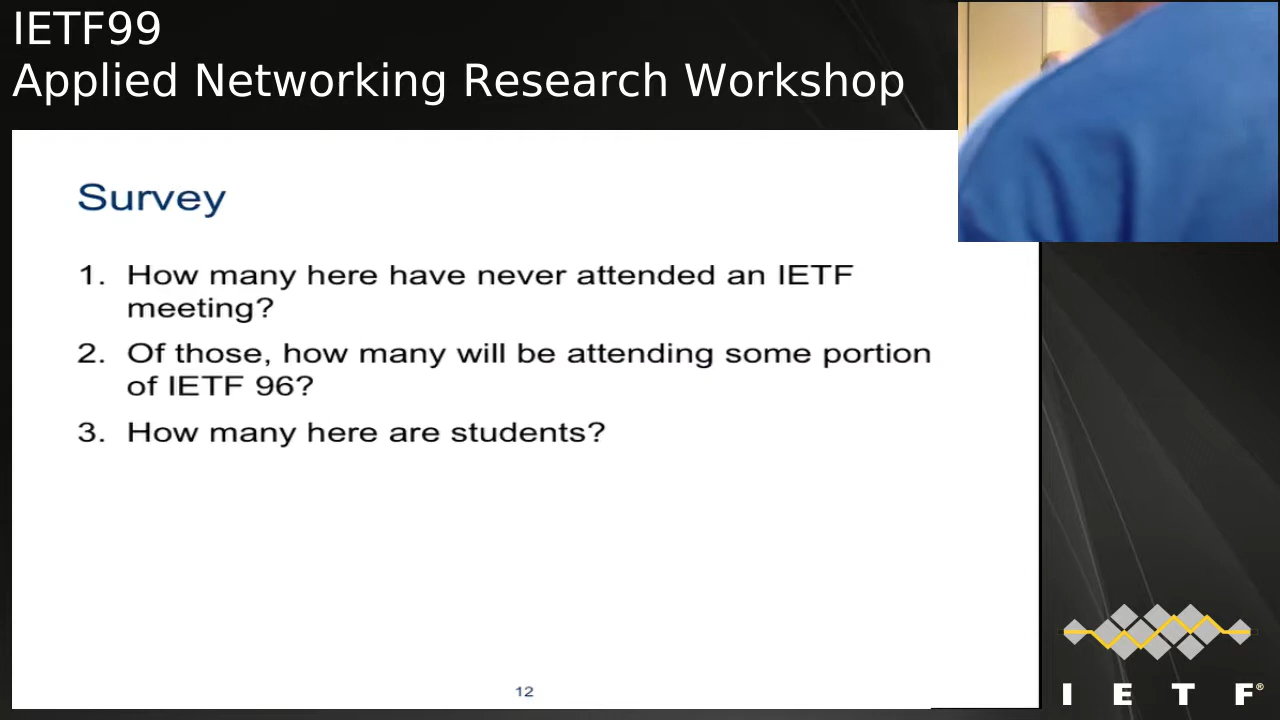 IETF99
Applied Networking Research Workshop
Survey
1. How many here have never attended an IETF
meeting?
2. Of those, how many will be attending some portion
of IETF 96?
3. How many here are students?
12
I E T F®